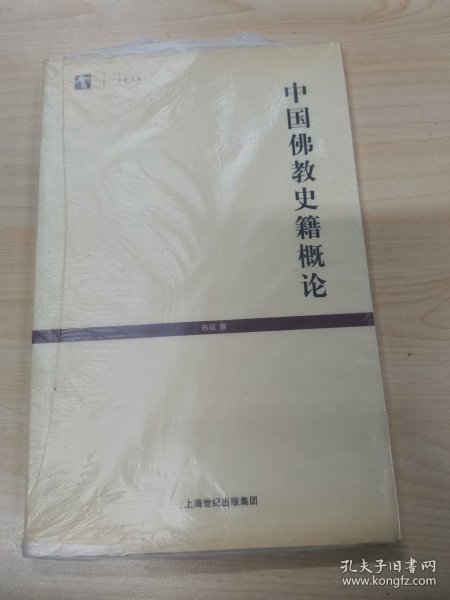 中国佛教史籍概论
陈垣 撰
上海世纪出版集团
孔夫子旧书网
www.kongfz.com